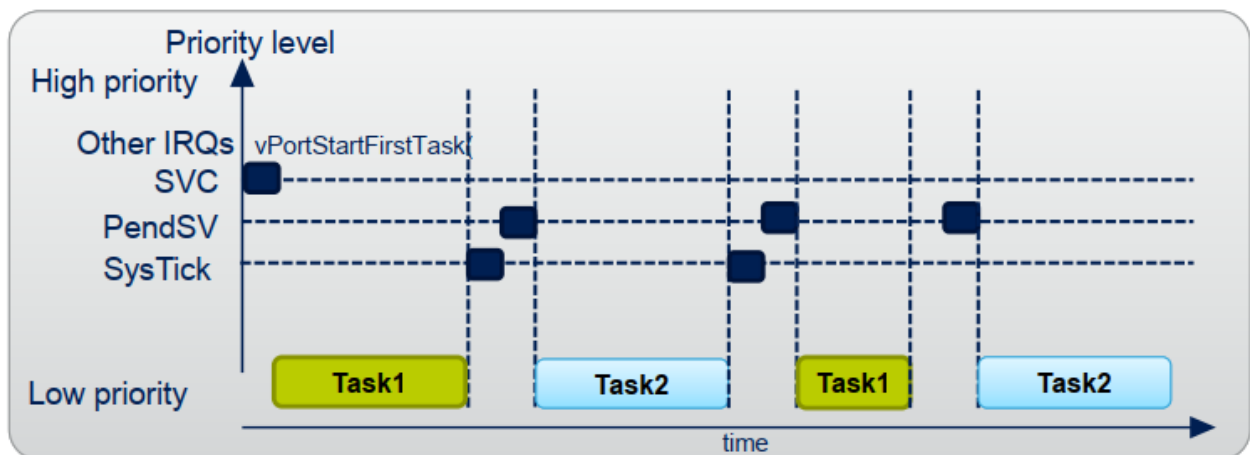 Priority level
High priority
Other IRQs
vPortStartFirstTask(
SVC
PendSV
SysTick
Low priority
Task1
Task2
Task1
Task2
time